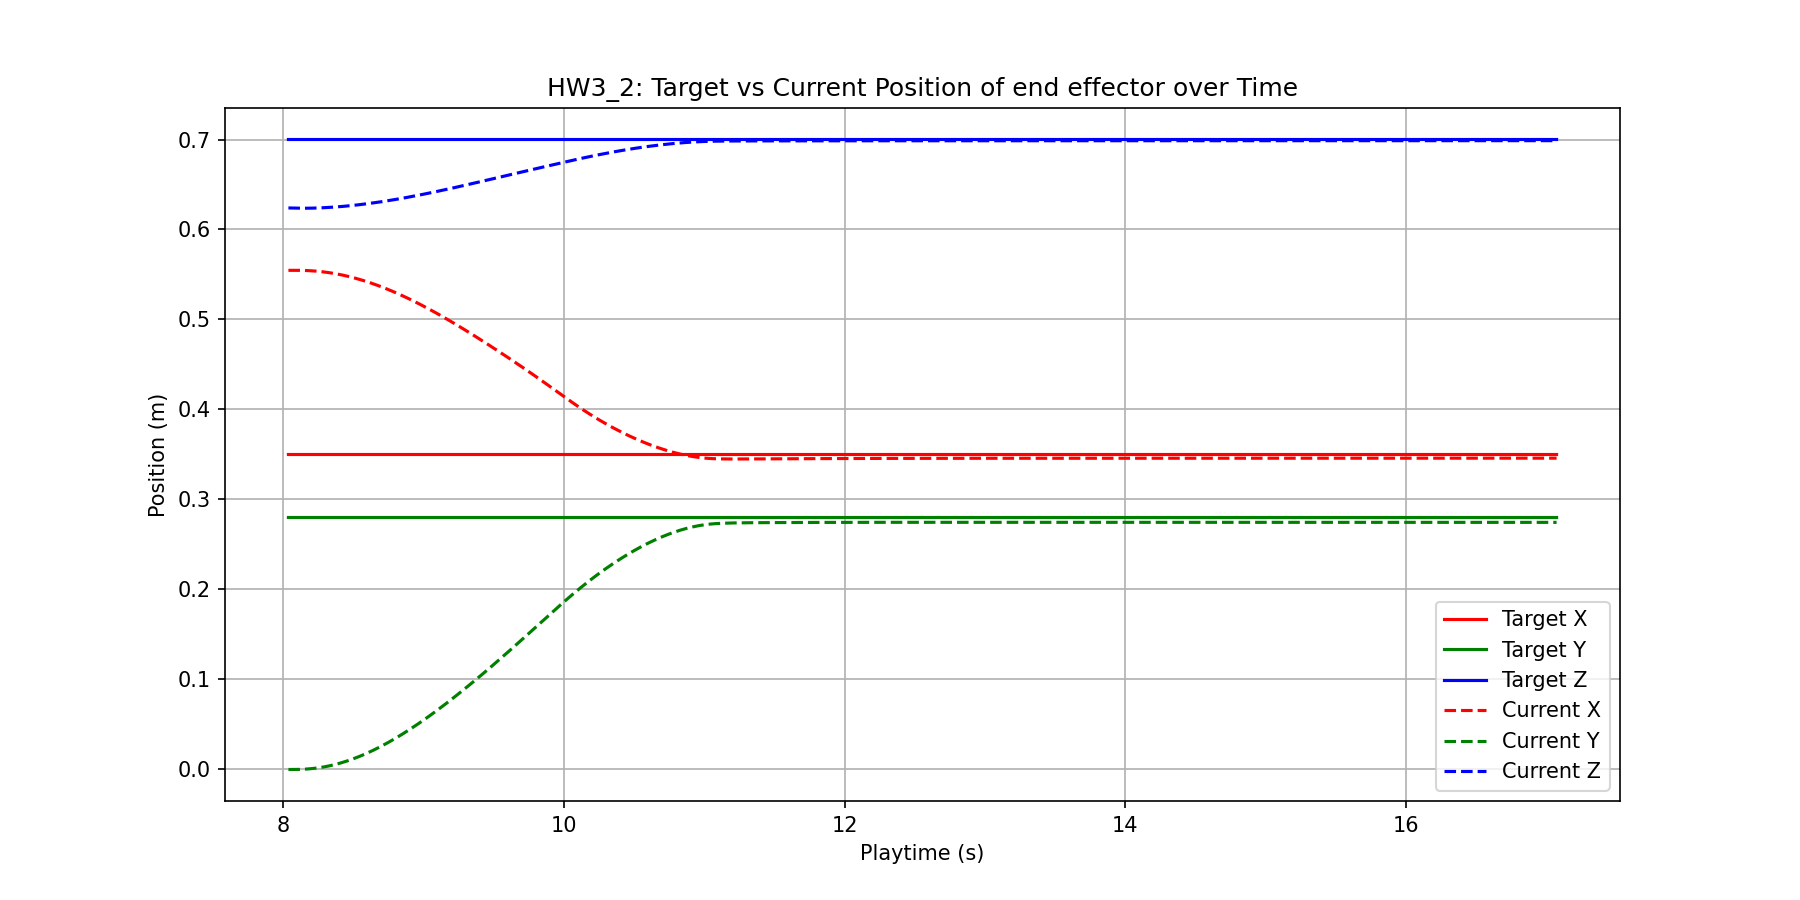 HW3_2: Target vs Current Position of end effector over Time
Position (m)
0.7
0.6
0.5
0.4
0.3
0.2
0.1
0.0
8
10
12
14
16
Playtime (s)
Target X
Target Y
Target Z
Current X
Current Y
Current Z